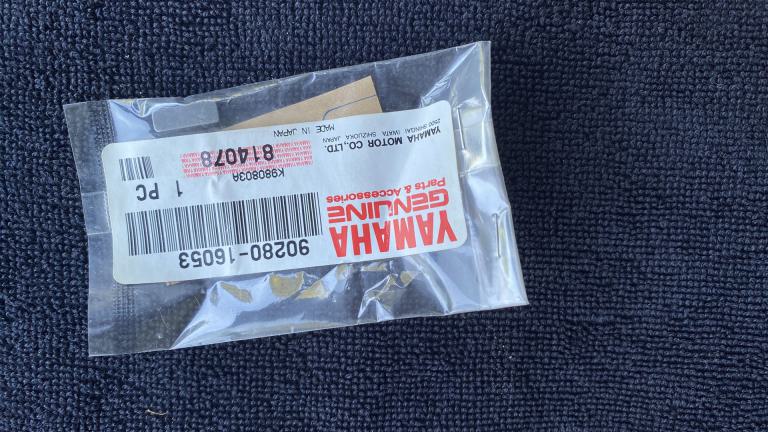 YAMAHA
GENUINE
Parts & Accessories
90280-16053
K980803A
1 PC
814078
YAMAHA MOTOR CO.,LTD.
2500 SHINGAI IWATA SHIZUOKA JAPAN
MADE IN JAPAN